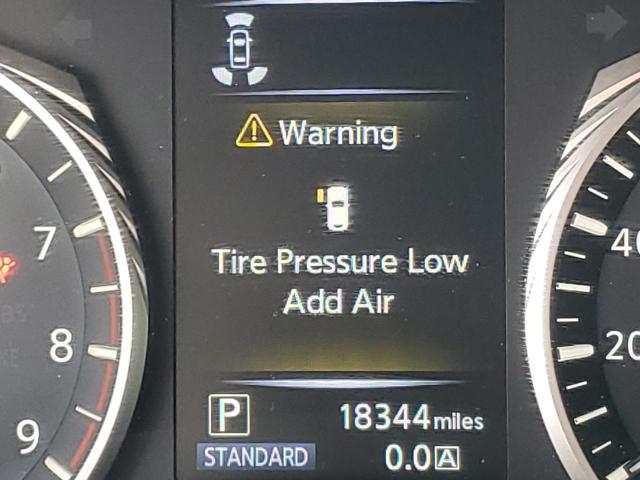 Warning
Tire Pressure Low
Add Air
P
18344 miles
STANDARD
0.0 A
7
8
9
40
20